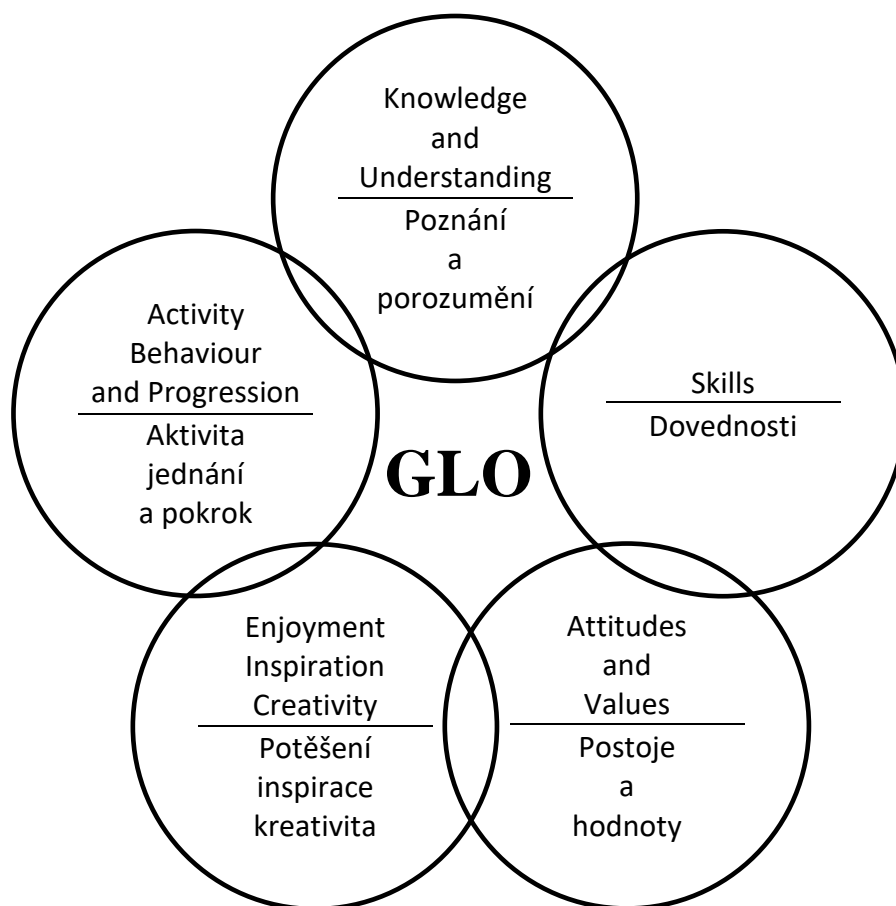 Knowledge
and
Understanding
Poznání
a
porozumění
Activity
Behaviour
and Progression
Aktivita
jednání
a pokrok
Skills
Dovednosti
GLO
Enjoyment
Inspiration
Creativity
Potěšení
inspirace
kreativita
Attitudes
and
Values
Postoje
a
hodnoty